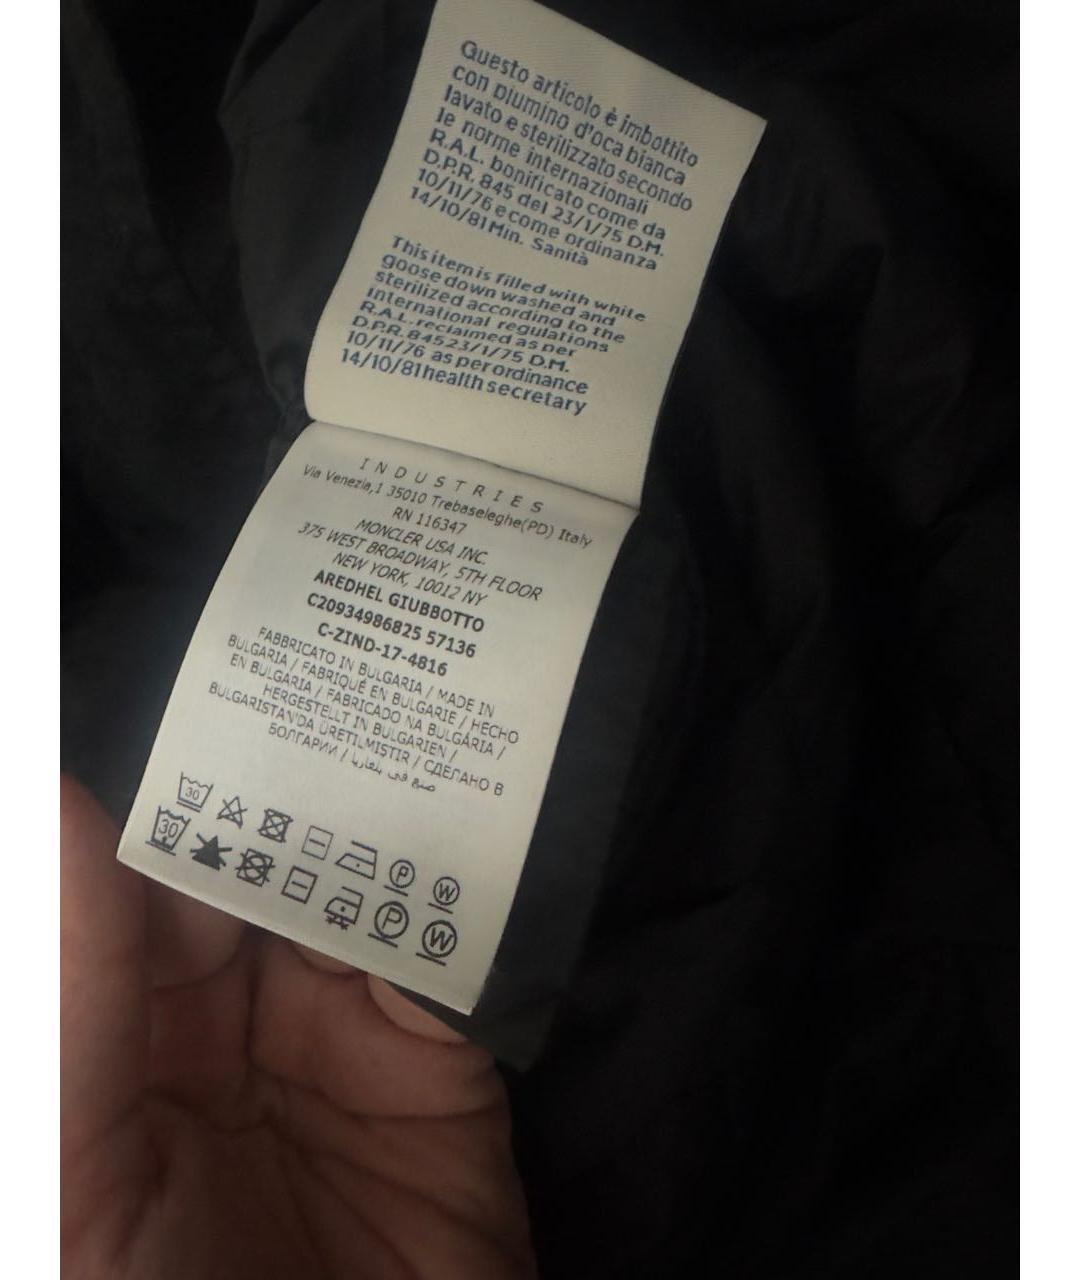 Questo articolo è imbottito
con piumino d'oca bianca
lavato e sterilizzato secondo
le norme internazionali
R.A.L. bonificato come da
D.P.R. 845 del 23/1/75 D.M.
10/11/76 e come ordinanza
14/10/81 Min. Sanità
This item is filled with white
goose down washed and
sterilized according to the
international regulations
R.A.L. reclaimed as per
D.P.R. 845 23/1/75 D.M.
10/11/76 as per ordinance
14/10/81 health secretary
INDUSTRIES
Via Venezia,1 35010 Trebaseleghe(PD) Italy
RN 116347
MONCLER USA INC.
375 WEST BROADWAY, 5TH FLOOR
NEW YORK, 10012 NY
AREDHEL GIUBBOTTO
C20934986825 57136
C-ZIND-17-4816
FABBRICATO IN BULGARIA / MADE IN
BULGARIA / FABRIQUÉ EN BULGARIE / HECHO
EN BULGARIA / FABRICADO NA BULGÁRIA /
HERGESTELLT IN BULGARIEN /
BULGARISTAN'DA ÜRETILMIŞTIR / СДЕЛАНО В
БОЛГАРИИ / صنع في بلغاريا
30 P W
30 P W